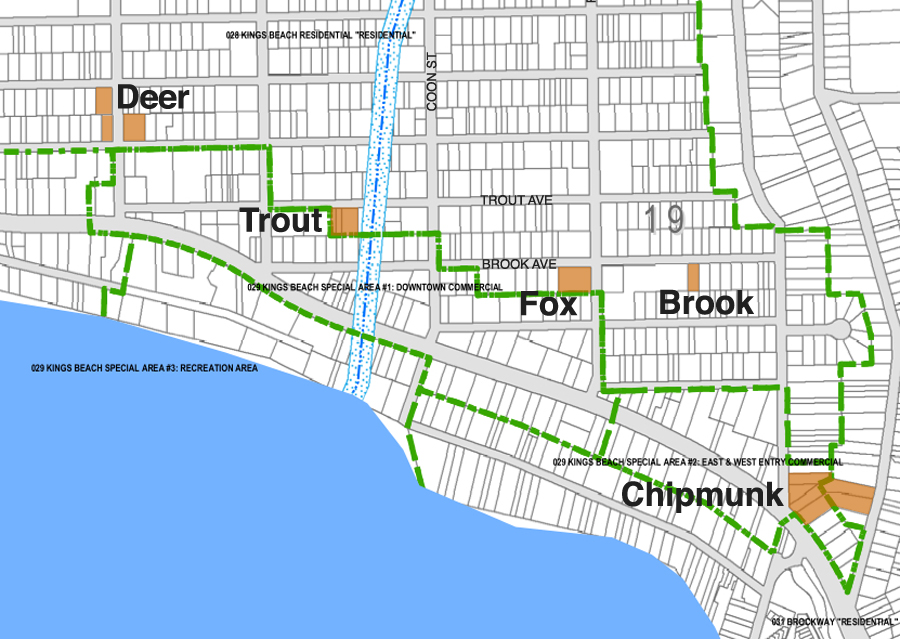 028 KINGS BEACH RESIDENTIAL "RESIDENTIAL"
COON ST
Deer
TROUT AVE
Trout
19
BROOK AVE
029 KINGS BEACH SPECIAL AREA #1: DOWNTOWN COMMERCIAL
Fox
Brook
029 KINGS BEACH SPECIAL AREA #3: RECREATION AREA
029 KINGS BEACH SPECIAL AREA #2: EAST & WEST ENTRY COMMERCIAL
Chipmunk
031 BROCKWAY "RESIDENTIAL"